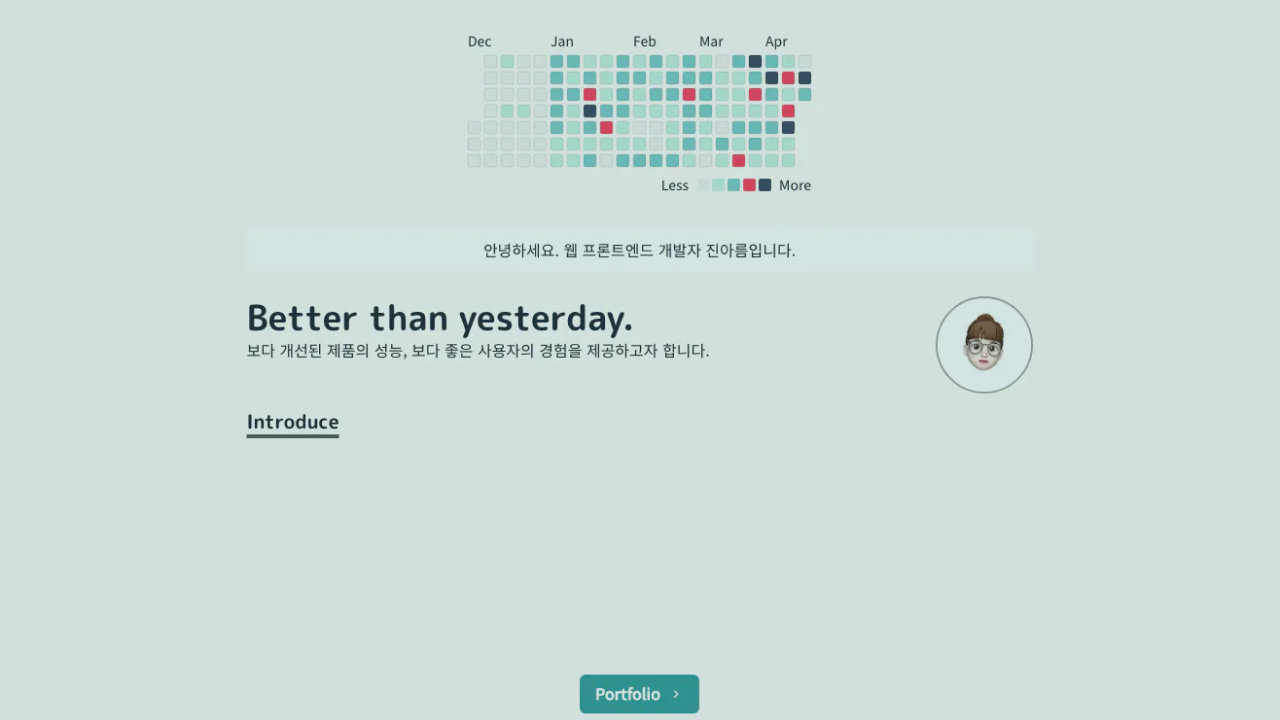 Dec Jan Feb Mar Apr
Less More
안녕하세요. 웹 프론트엔드 개발자 진아름입니다.
Better than yesterday.
보다 개선된 제품의 성능, 보다 좋은 사용자의 경험을 제공하고자 합니다.
Introduce
Portfolio